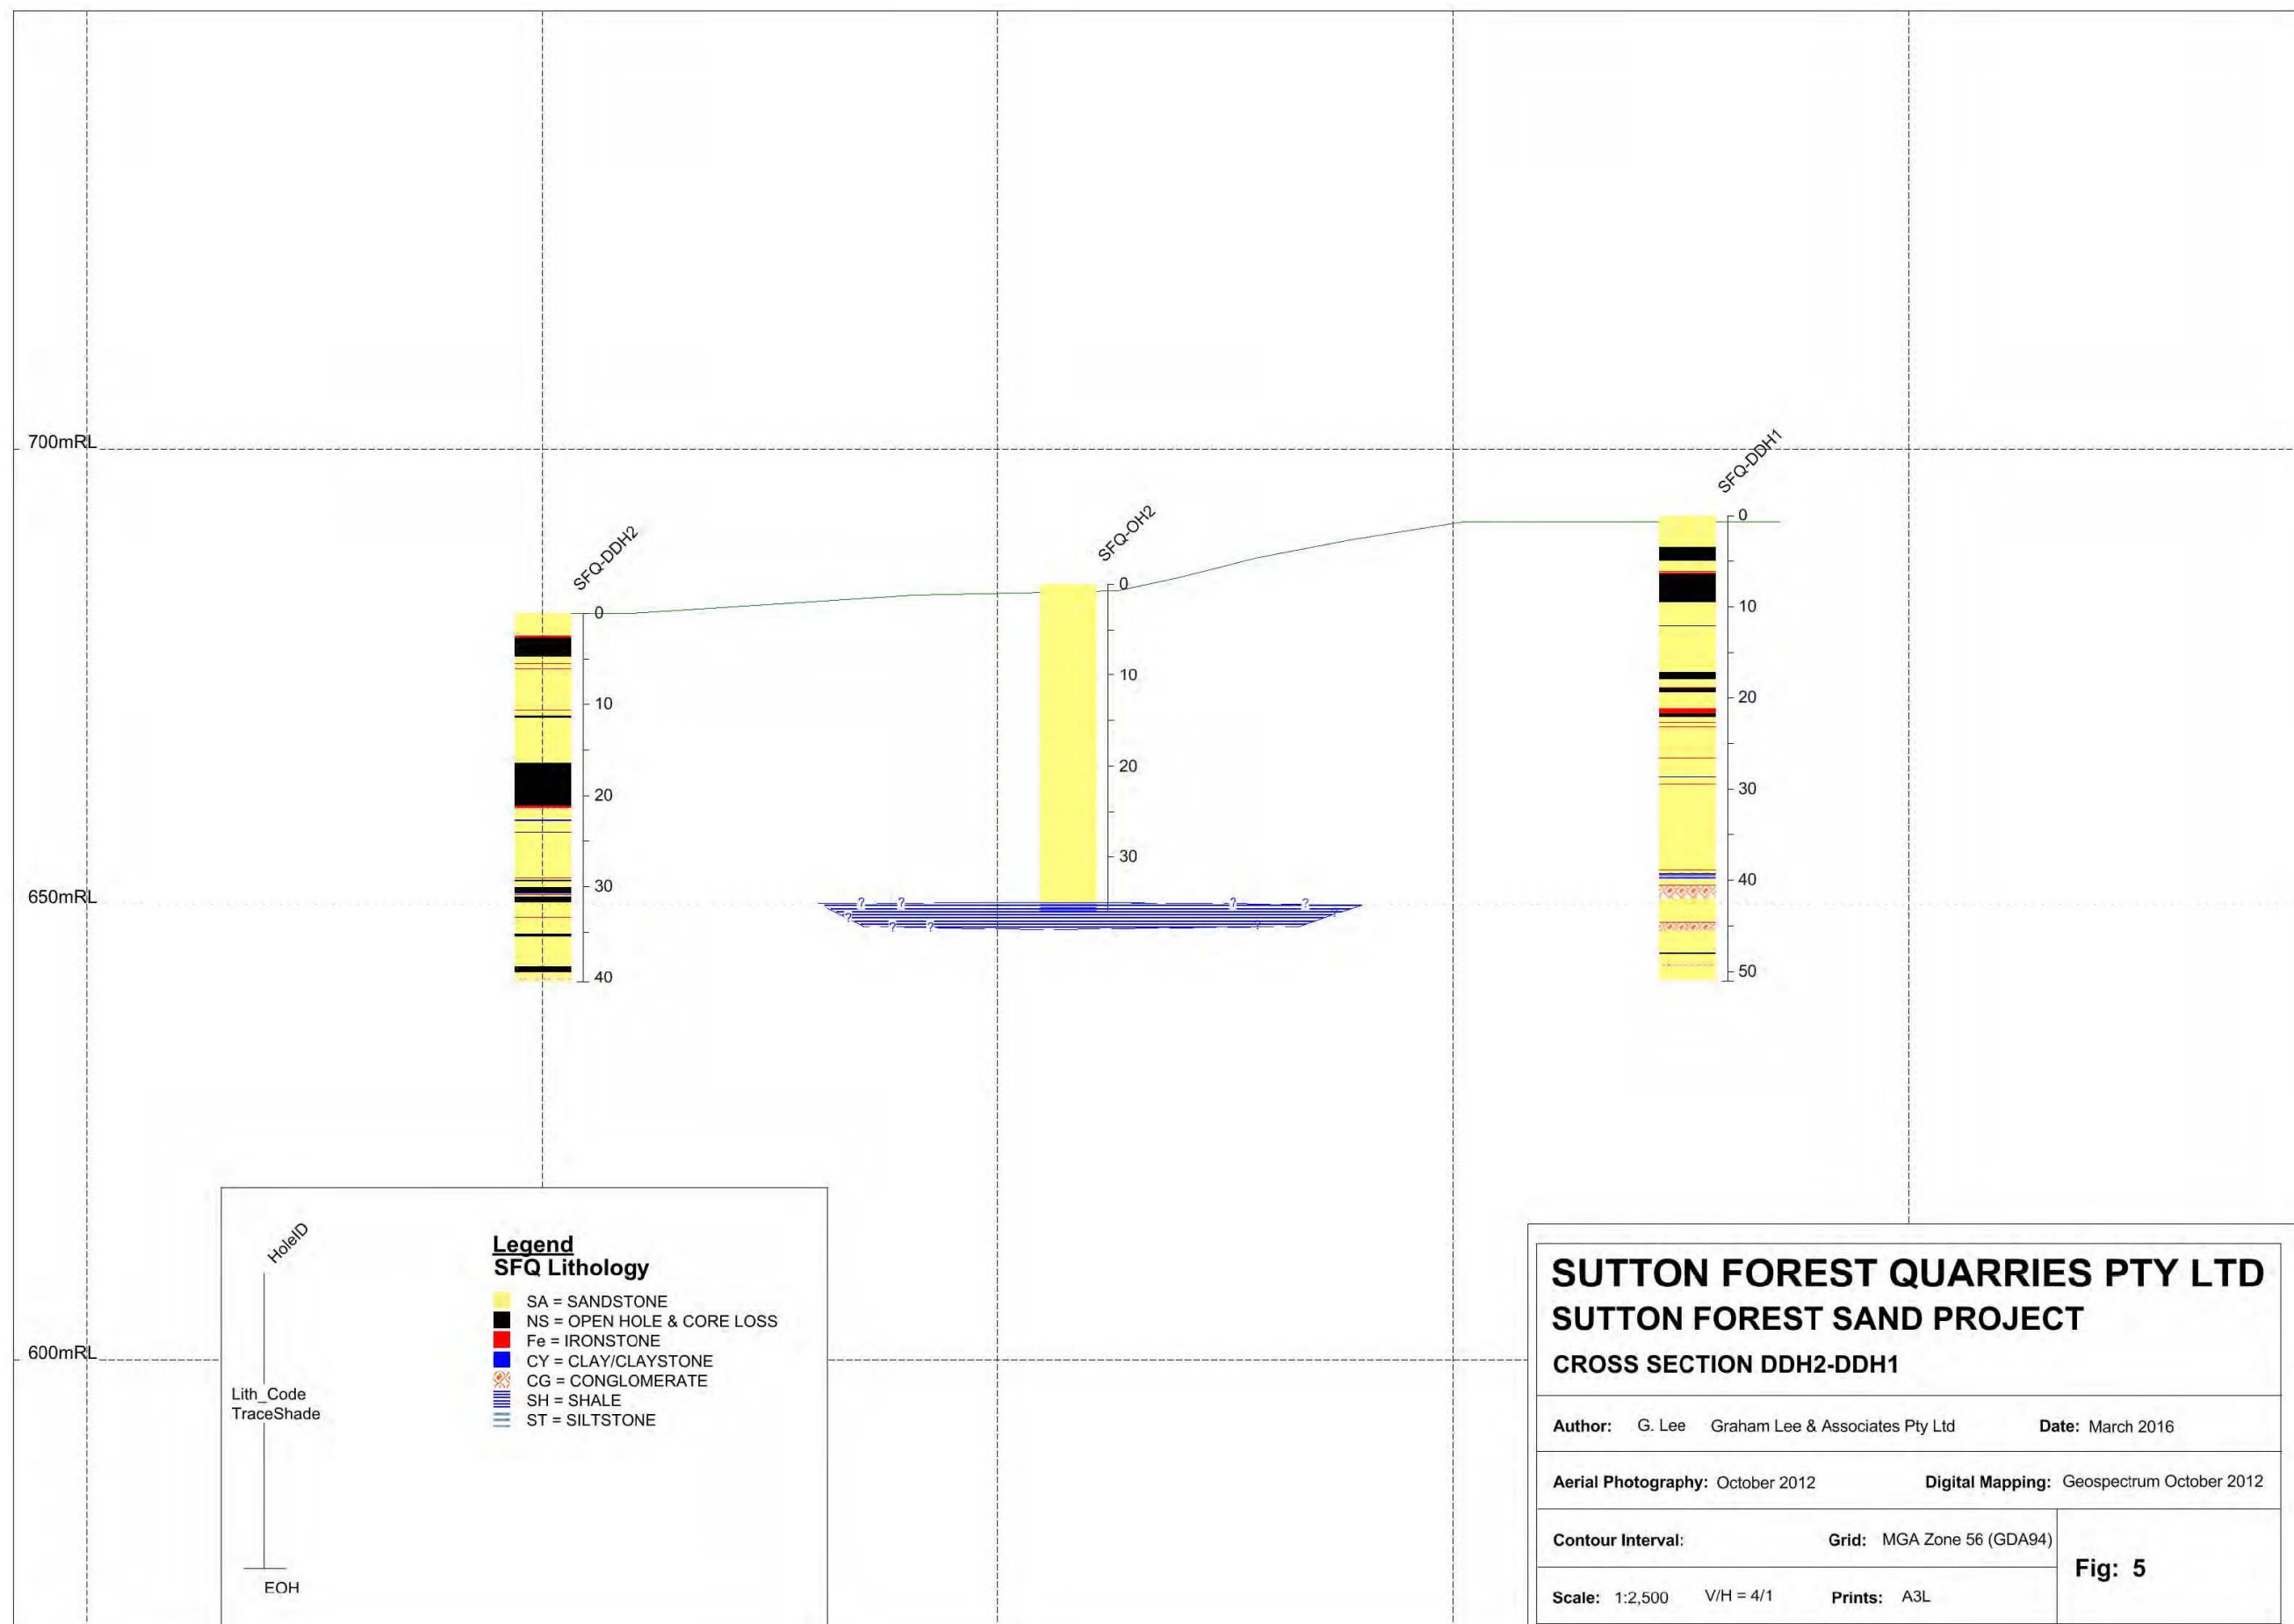 700mRL
650mRL
600mRL
SFQ-DDH2
0
10
20
30
40
SFQ-OH2
0
10
20
30
SFQ-DDH1
0
10
20
30
40
50
? ? ? ?
? ?
? ? ?
HoleID
Lith_Code
TraceShade
EOH
Legend
SFQ Lithology
SA = SANDSTONE
NS = OPEN HOLE & CORE LOSS
Fe = IRONSTONE
CY = CLAY/CLAYSTONE
CG = CONGLOMERATE
SH = SHALE
ST = SILTSTONE
SUTTON FOREST QUARRIES PTY LTD
SUTTON FOREST SAND PROJECT
CROSS SECTION DDH2-DDH1
Author: G. Lee Graham Lee & Associates Pty Ltd Date: March 2016
Aerial Photography: October 2012 Digital Mapping: Geospectrum October 2012
Contour Interval: Grid: MGA Zone 56 (GDA94)
Scale: 1:2,500 V/H = 4/1 Prints: A3L
Fig: 5